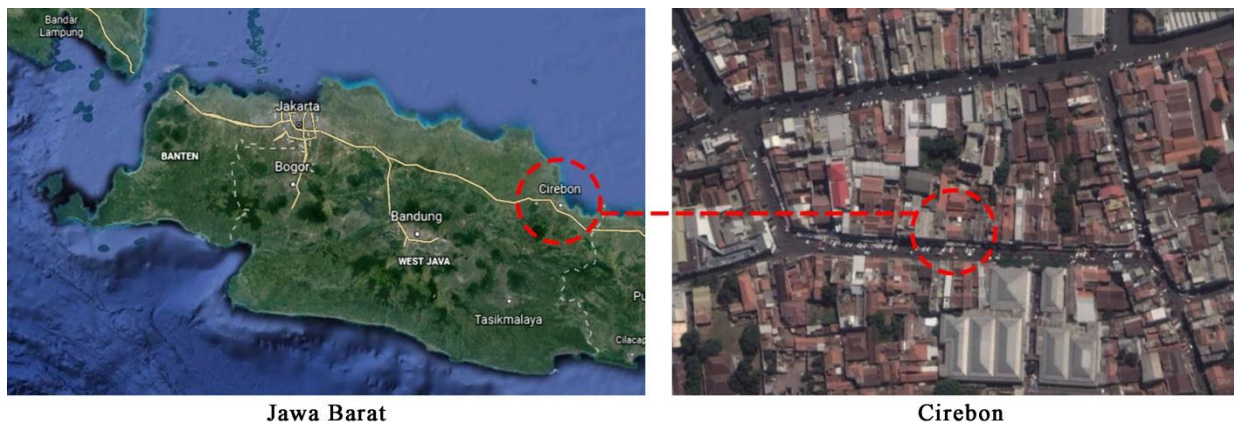 Bandar
Lampung
Jakarta
BANTEN
Bogor
Cirebon
Bandung
WEST JAVA
Tasikmalaya
Pu
Cilacap
Jawa Barat
Cirebon